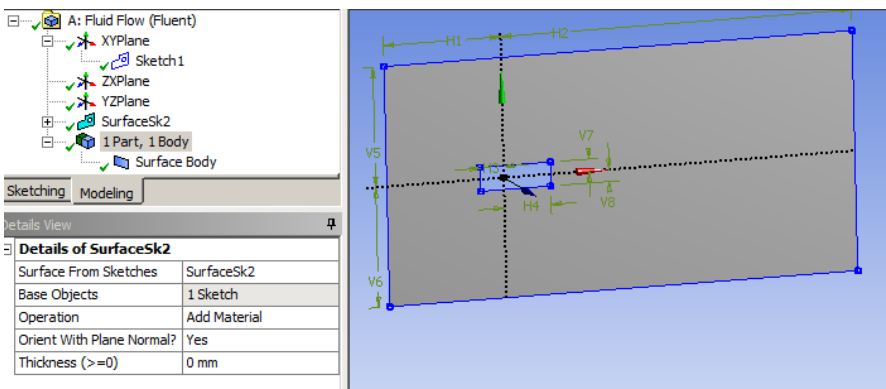 A: Fluid Flow (Fluent)
XYPlane
Sketch1
ZXPlane
YZPlane
SurfaceSk2
1 Part, 1 Body
Surface Body
Sketching Modeling
Details View
Details of SurfaceSk2
Surface From Sketches SurfaceSk2
Base Objects 1 Sketch
Operation Add Material
Orient With Plane Normal? Yes
Thickness (>=0) 0 mm
H1 H2
V5
V7
H3
H4
V8
V6